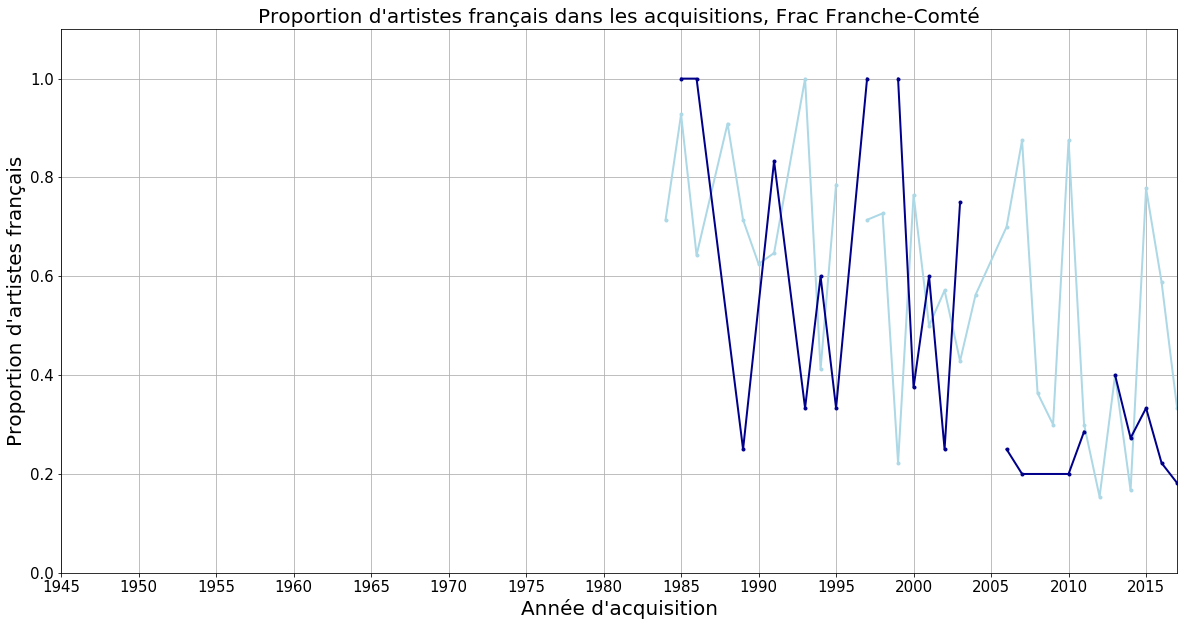 Proportion d'artistes français dans les acquisitions, Frac Franche-Comté
Proportion d'artistes français
1.0
0.8
0.6
0.4
0.2
0.0
1945 1950 1955 1960 1965 1970 1975 1980 1985 1990 1995 2000 2005 2010 2015
Année d'acquisition